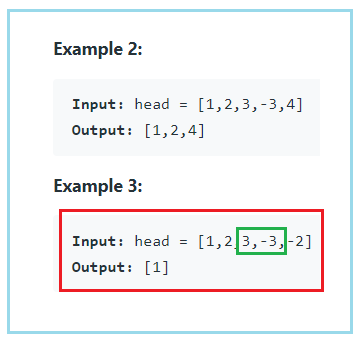 Example 2:
Input: head = [1,2,3,-3,4]
Output: [1,2,4]
Example 3:
Input: head = [1,2,3,-3,-2]
Output: [1]